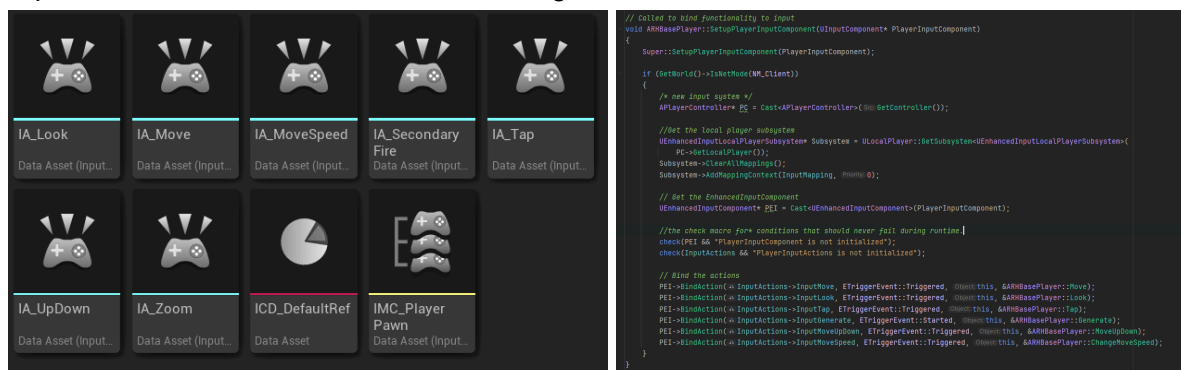 IA_Look
Data Asset (Input...
IA_Move
Data Asset (Input...
IA_MoveSpeed
Data Asset (Input...
IA_Secondary
Fire
Data Asset (Input...
IA_Tap
Data Asset (Input...
IA_UpDown
Data Asset (Input...
IA_Zoom
Data Asset (Input...
ICD_DefaultRef
Data Asset
IMC_Player
Pawn
Data Asset (Input...
// Called to bind functionality to input
void ARHBasePlayer::SetupPlayerInputComponent(UInputComponent* PlayerInputComponent)
{
Super::SetupPlayerInputComponent(PlayerInputComponent);
if (GetWorld()->IsNetMode(NM_Client))
{
/* new input system */
APlayerController* PC = Cast<APlayerController>(Src: GetController());
//Get the local player subsystem
UEnhancedInputLocalPlayerSubsystem* Subsystem = ULocalPlayer::GetSubsystem<UEnhancedInputLocalPlayerSubsystem>(
PC->GetLocalPlayer());
Subsystem->ClearAllMappings();
Subsystem->AddMappingContext(InputMapping, Priority: 0);
// Get the EnhancedInputComponent
UEnhancedInputComponent* PEI = Cast<UEnhancedInputComponent>(PlayerInputComponent);
//the check macro for* conditions that should never fail during runtime.
check(PEI && "PlayerInputComponent is not initialized");
check(InputActions && "PlayerInputActions is not initialized");
// Bind the actions
PEI->BindAction(InputActions->InputMove, ETriggerEvent::Triggered, Object: this, &ARHBasePlayer::Move);
PEI->BindAction(InputActions->InputLook, ETriggerEvent::Triggered, Object: this, &ARHBasePlayer::Look);
PEI->BindAction(InputActions->InputTap, ETriggerEvent::Triggered, Object: this, &ARHBasePlayer::Tap);
PEI->BindAction(InputActions->InputGenerate, ETriggerEvent::Started, Object: this, &ARHBasePlayer::Generate);
PEI->BindAction(InputActions->InputMoveUpDown, ETriggerEvent::Triggered, Object: this, &ARHBasePlayer::MoveUpDown);
PEI->BindAction(InputActions->InputMoveSpeed, ETriggerEvent::Triggered, Object: this, &ARHBasePlayer::ChangeMoveSpeed);
}
}